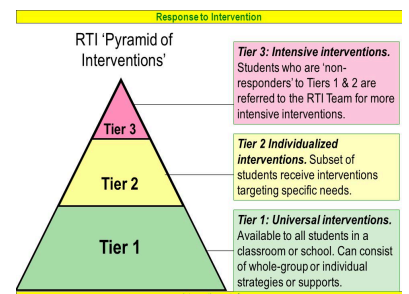 Response to Intervention
RTI ‘Pyramid of
Interventions’
Tier 3: Intensive interventions.
Students who are ‘non-
responders’ to Tiers 1 & 2 are
referred to the RTI Team for more
intensive interventions.
Tier 3
Tier 2 Individualized
interventions. Subset of
students receive interventions
targeting specific needs.
Tier 2
Tier 1: Universal interventions.
Available to all students in a
classroom or school. Can consist
of whole-group or individual
strategies or supports.
Tier 1